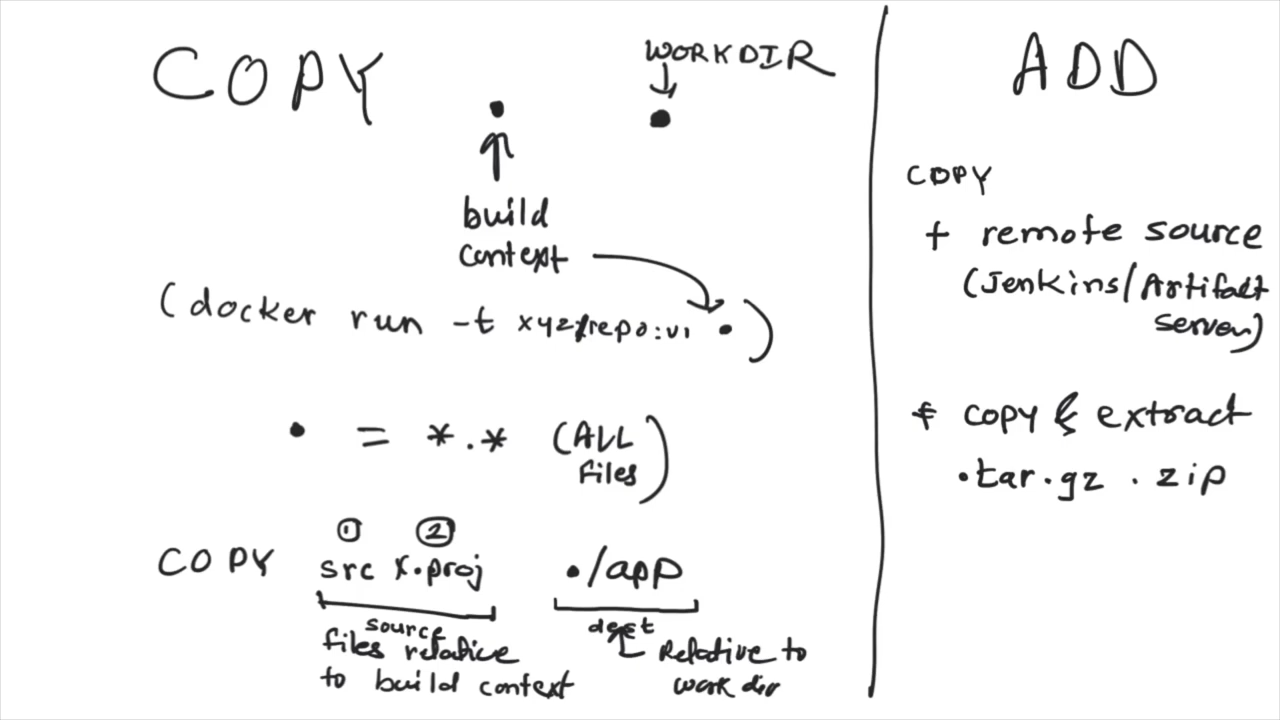 COPY
WORKDIR
build
context
(docker run -t xyz/repo:v1 .)
. = *.* (ALL
files)
① ②
COPY src x.proj ./app
source dest
files relative
to build context
Relative to
work dir
ADD
COPY
+ remote source
(Jenkins/Artifact
server)
+ copy & extract
.tar.gz .zip